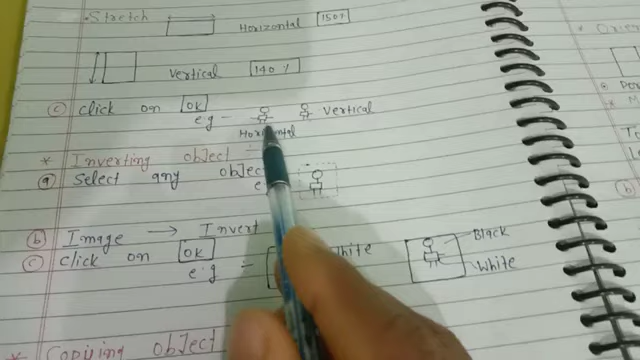 • Stretch Horizontal 150%
Vertical 140 %
(c) Click on OK
eg - Vertical
Horizontal
* Inverting object :-
(a) Select any object
e
(b) Image → Invert
(c) Click on OK
e.g ÷ White Black
White
* Copying object